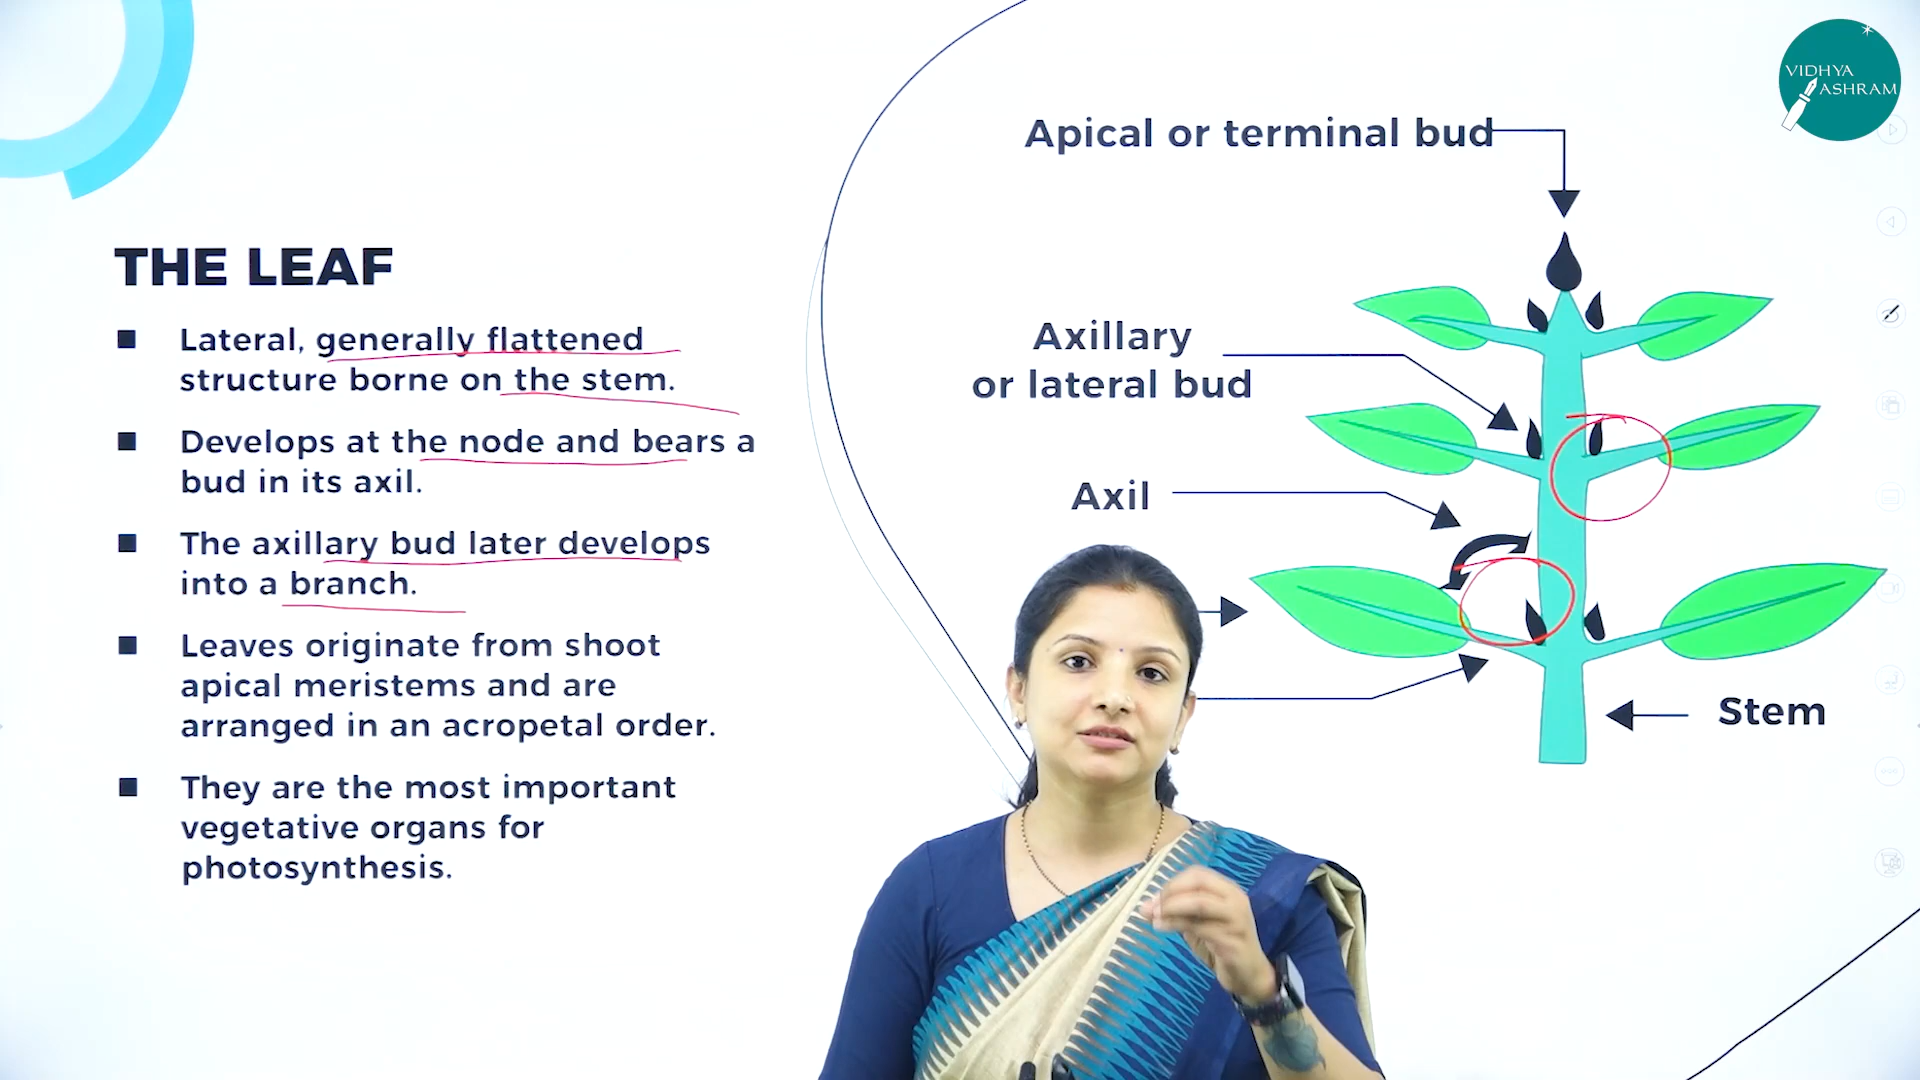 VIDHYA
ASHRAM
Apical or terminal bud
THE LEAF
■ Lateral, generally flattened
structure borne on the stem.
■ Develops at the node and bears a
bud in its axil.
■ The axillary bud later develops
into a branch.
■ Leaves originate from shoot
apical meristems and are
arranged in an acropetal order.
■ They are the most important
vegetative organs for
photosynthesis.
Axillary
or lateral bud
Axil
Stem